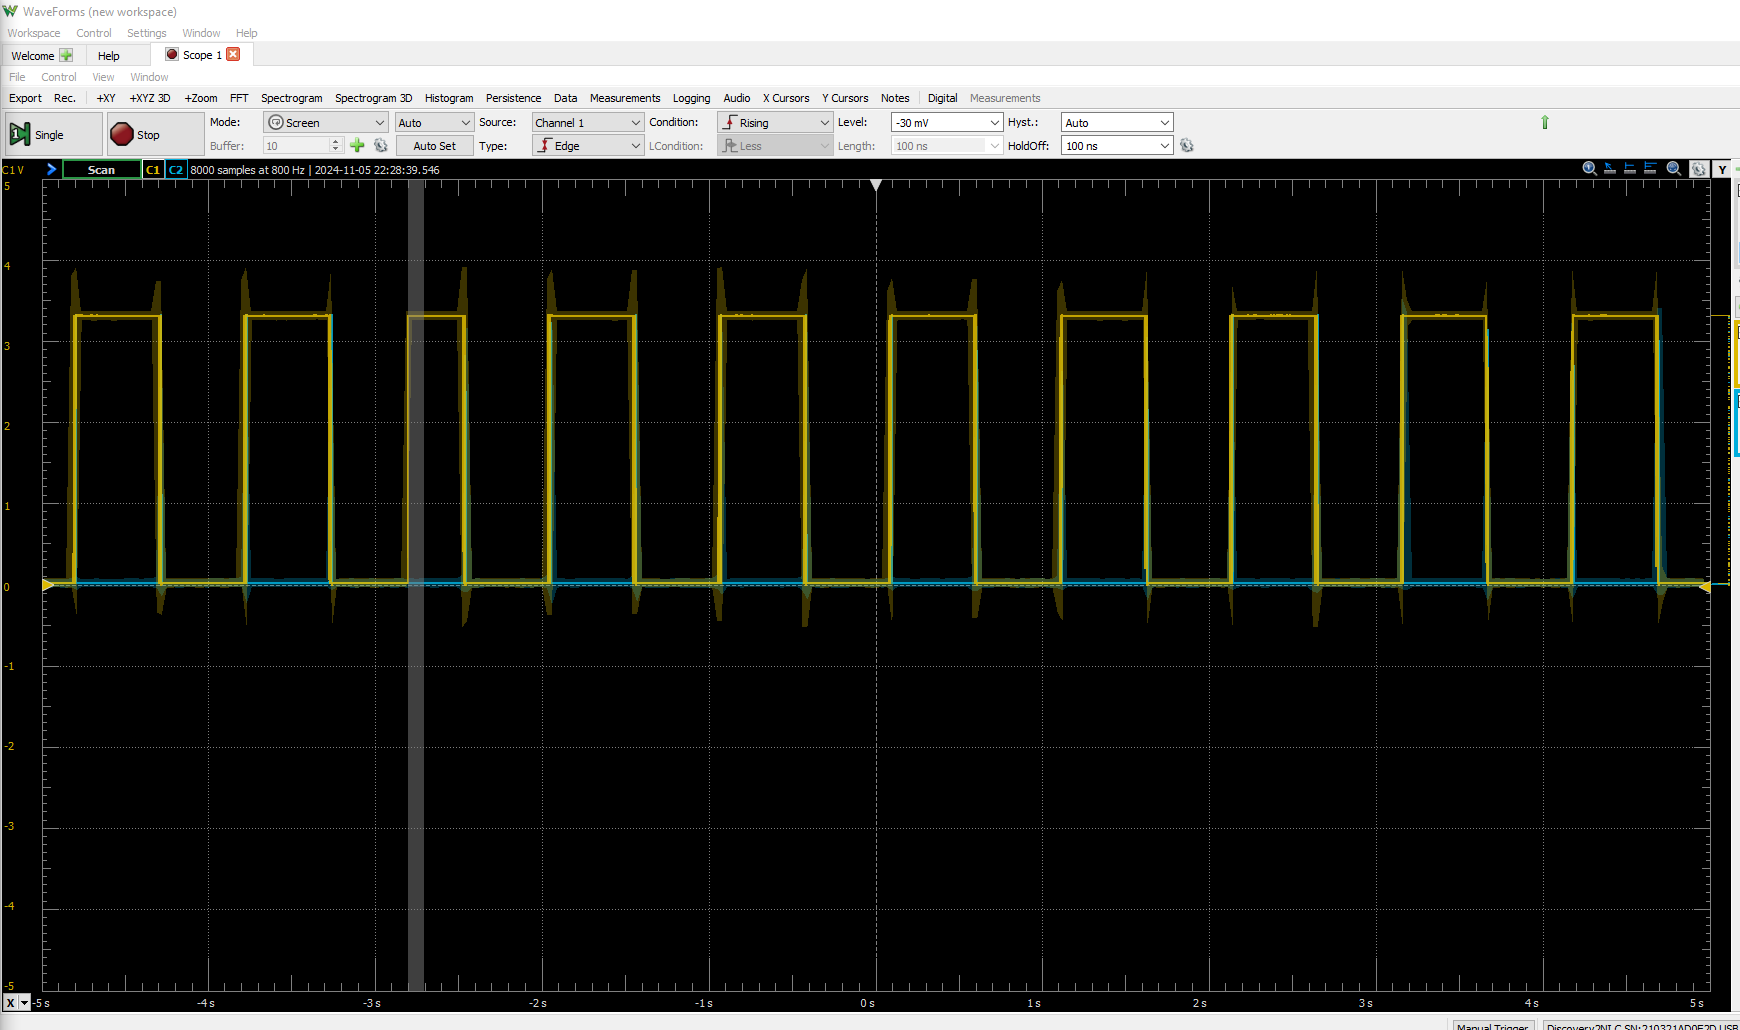 WaveForms (new workspace)
Workspace Control Settings Window Help
Welcome Help Scope 1
File Control View Window
Export Rec. +XY +XYZ 3D +Zoom FFT Spectrogram Spectrogram 3D Histogram Persistence Data Measurements Logging Audio X Cursors Y Cursors Notes Digital Measurements
Single Stop Mode: Screen Auto Source: Channel 1 Condition: Rising Level: -30 mV Hyst.: Auto
Buffer: 10 Auto Set Type: Edge LCondition: Less Length: 100 ns HoldOff: 100 ns
C1 V Scan C1 C2 8000 samples at 800 Hz | 2024-11-05 22:28:39.546 Y
5
4
3
2
1
0
-1
-2
-3
-4
-5
X -5 s -4 s -3 s -2 s -1 s 0 s 1 s 2 s 3 s 4 s 5 s
Manual Trigger Discovery2NI C SN:210321AD0E2D USB